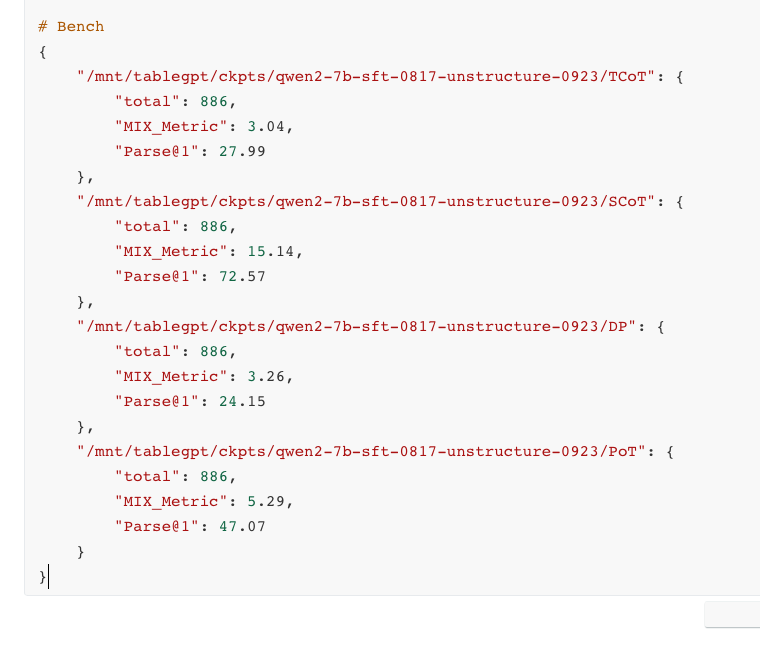 # Bench
{
"/mnt/tablegpt/ckpts/qwen2-7b-sft-0817-unstructure-0923/TCoT": {
"total": 886,
"MIX_Metric": 3.04,
"Parse@1": 27.99
},
"/mnt/tablegpt/ckpts/qwen2-7b-sft-0817-unstructure-0923/SCoT": {
"total": 886,
"MIX_Metric": 15.14,
"Parse@1": 72.57
},
"/mnt/tablegpt/ckpts/qwen2-7b-sft-0817-unstructure-0923/DP": {
"total": 886,
"MIX_Metric": 3.26,
"Parse@1": 24.15
},
"/mnt/tablegpt/ckpts/qwen2-7b-sft-0817-unstructure-0923/PoT": {
"total": 886,
"MIX_Metric": 5.29,
"Parse@1": 47.07
}
}